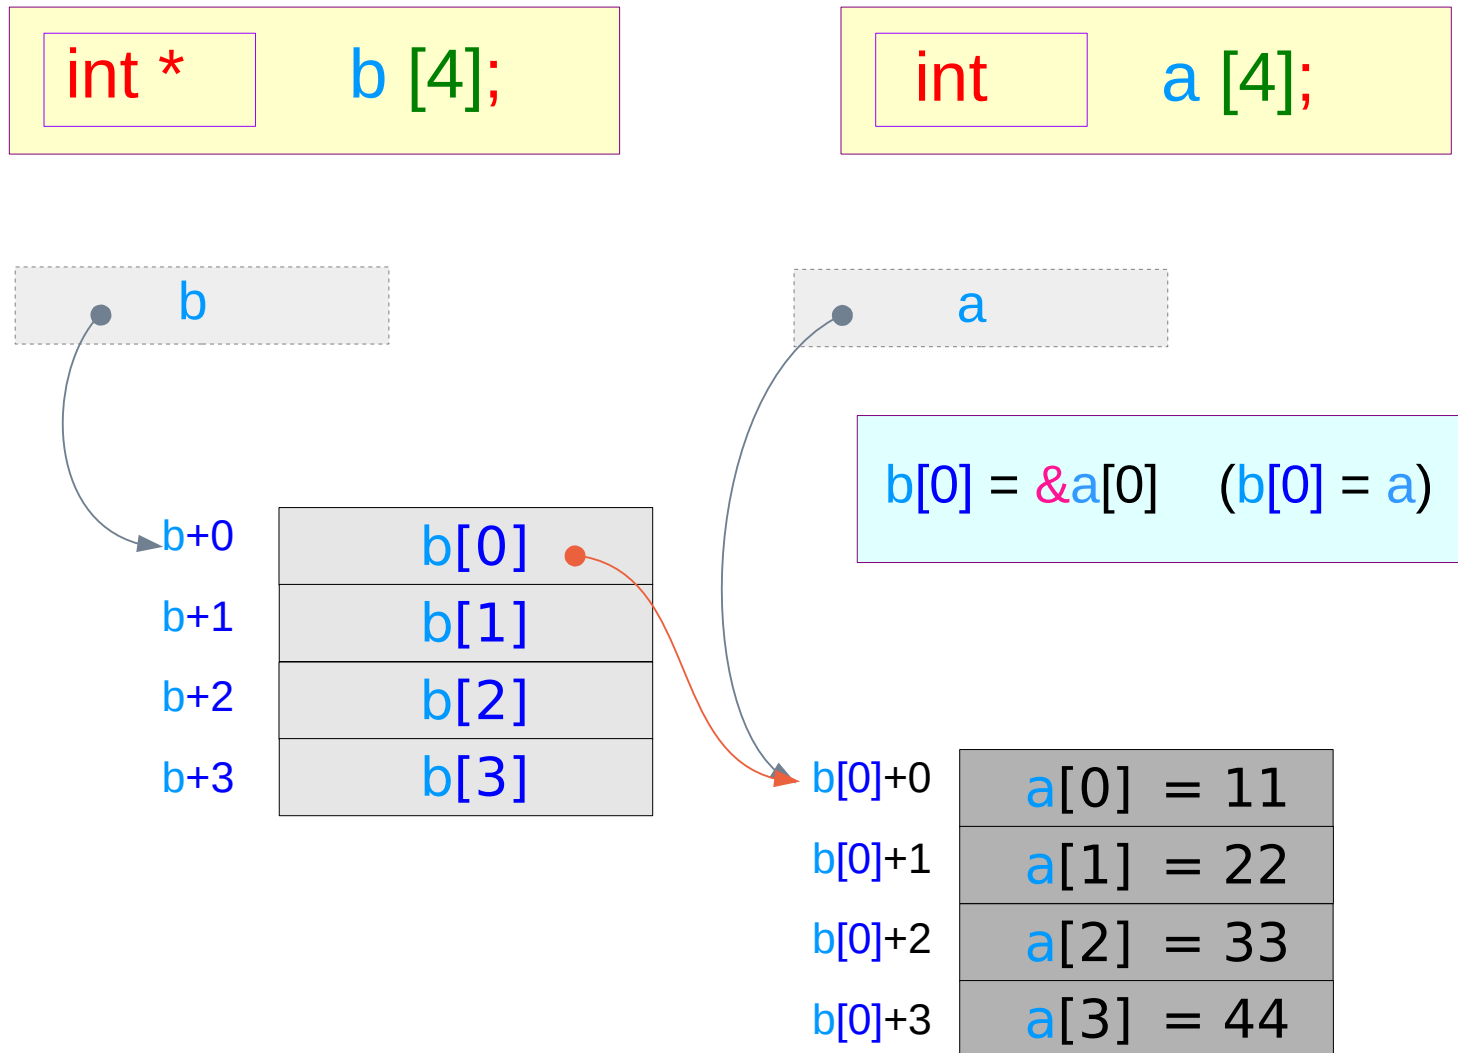 int * b [4];
int a [4];
b
a
b[0] = &a[0] (b[0] = a)
b+0 b[0]
b+1 b[1]
b+2 b[2]
b+3 b[3]
b[0]+0 a[0] = 11
b[0]+1 a[1] = 22
b[0]+2 a[2] = 33
b[0]+3 a[3] = 44